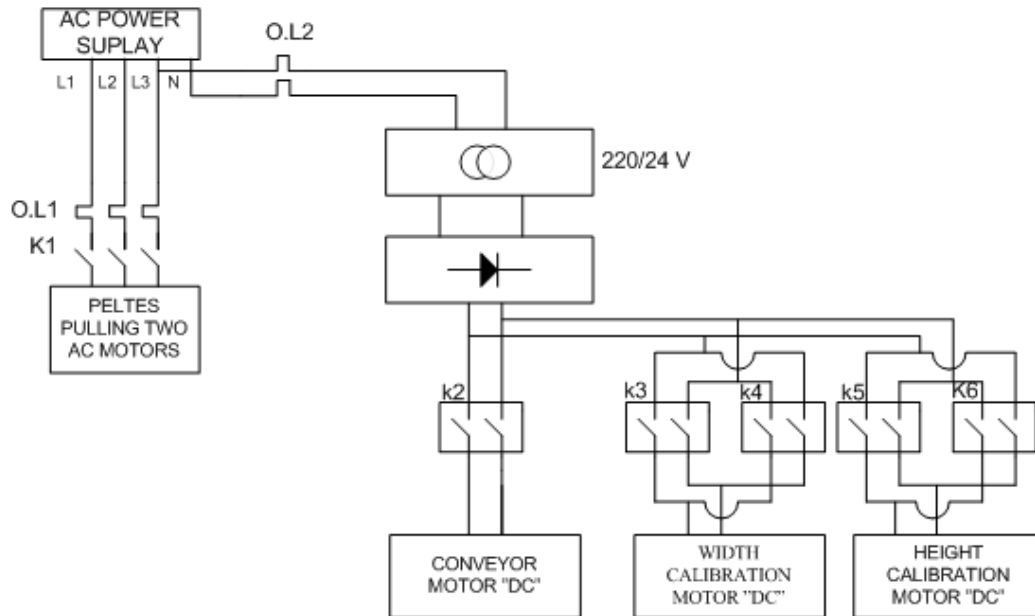 AC POWER
SUPLAY
O.L2
L1 L2 L3 N
220/24 V
O.L1
K1
PELTES
PULLING TWO
AC MOTORS
k2 k3 k4 k5 K6
CONVEYOR
MOTOR "DC"
WIDTH
CALIBRATION
MOTOR "DC"
HEIGHT
CALIBRATION
MOTOR "DC"